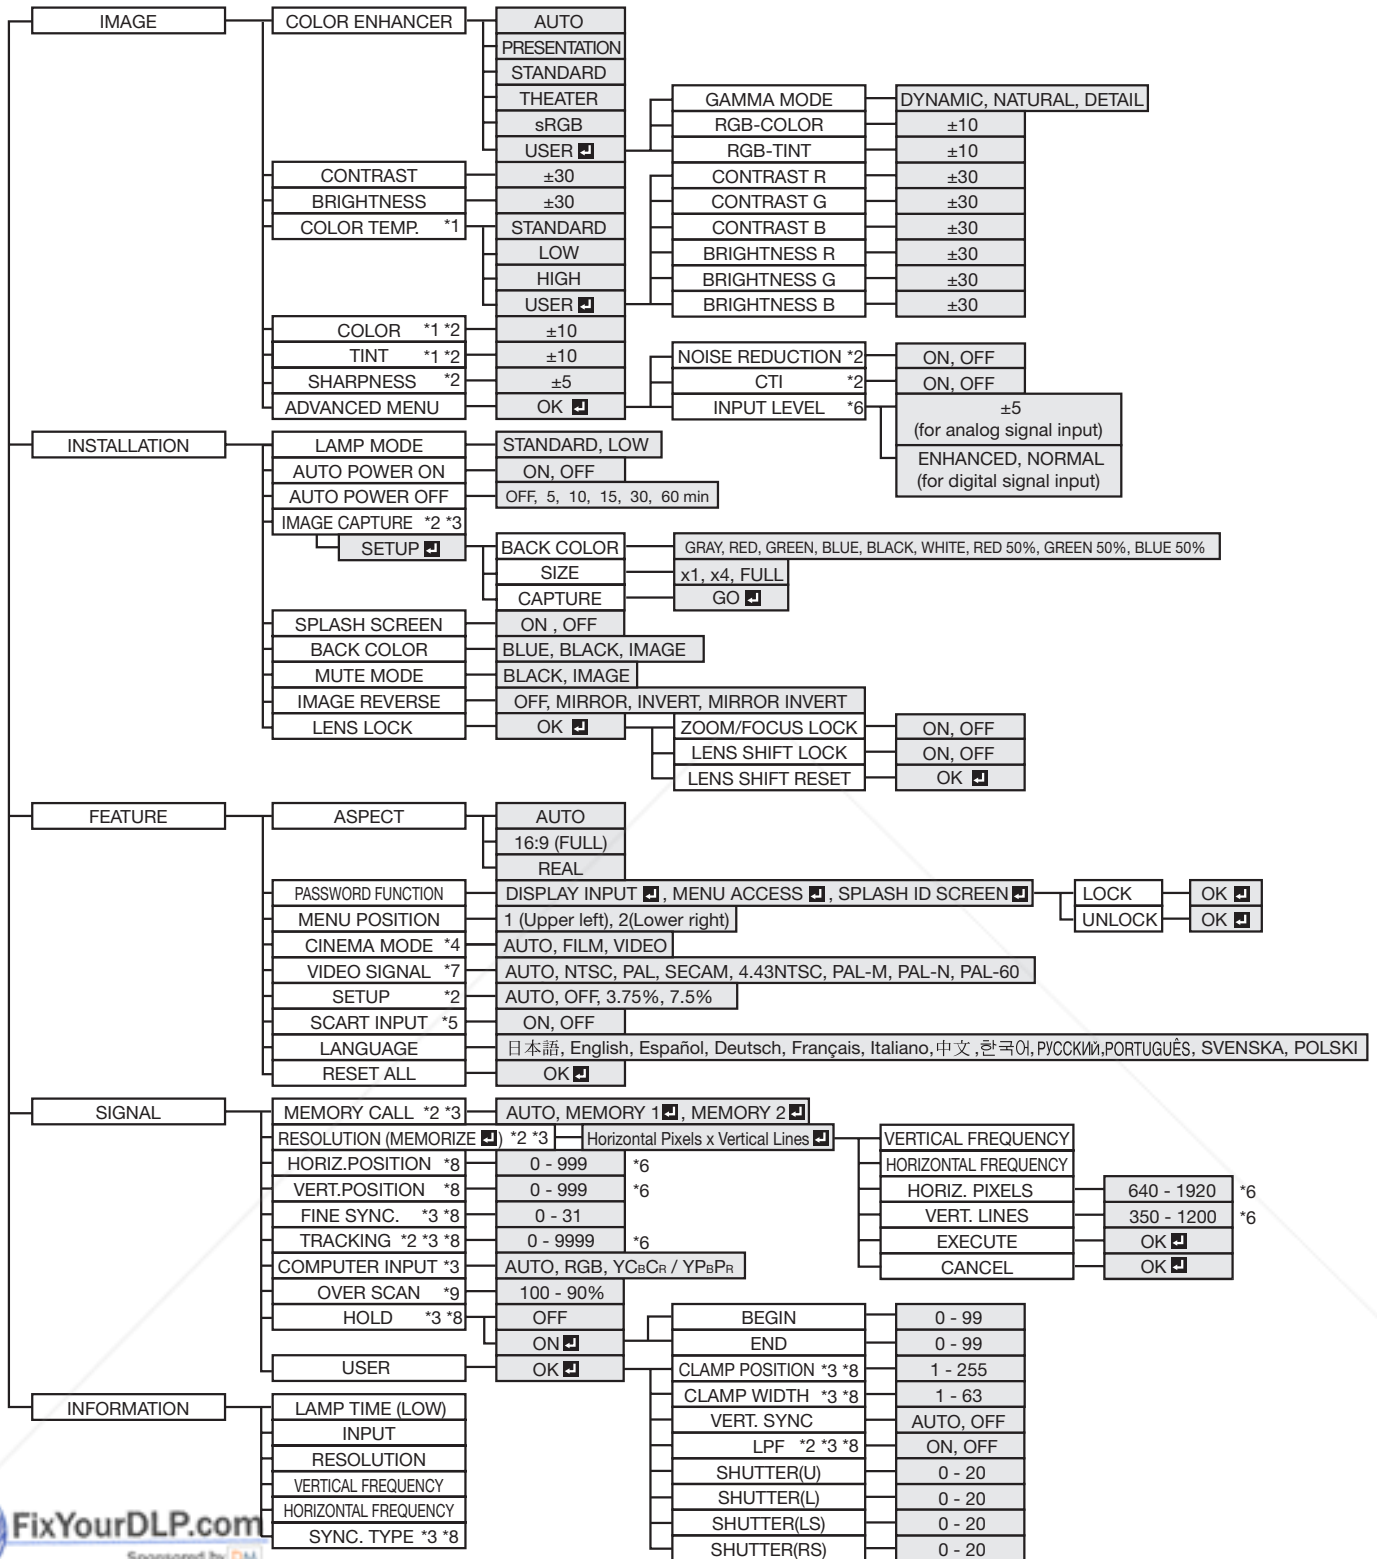 IMAGE COLOR ENHANCER AUTO
PRESENTATION
STANDARD
THEATER GAMMA MODE DYNAMIC, NATURAL, DETAIL
sRGB RGB-COLOR ±10
USER RGB-TINT ±10
CONTRAST ±30 CONTRAST R ±30
BRIGHTNESS ±30 CONTRAST G ±30
COLOR TEMP. *1 STANDARD CONTRAST B ±30
LOW BRIGHTNESS R ±30
HIGH BRIGHTNESS G ±30
USER BRIGHTNESS B ±30
COLOR *1 *2 ±10
TINT *1 *2 ±10 NOISE REDUCTION *2 ON, OFF
SHARPNESS *2 ±5 CTI *2 ON, OFF
ADVANCED MENU OK INPUT LEVEL *6 ±5
(for analog signal input)
INSTALLATION LAMP MODE STANDARD, LOW ENHANCED, NORMAL
(for digital signal input)
AUTO POWER ON ON, OFF
AUTO POWER OFF OFF, 5, 10, 15, 30, 60 min
IMAGE CAPTURE *2 *3
SETUP BACK COLOR GRAY, RED, GREEN, BLUE, BLACK, WHITE, RED 50%, GREEN 50%, BLUE 50%
SIZE x1, x4, FULL
CAPTURE GO
SPLASH SCREEN ON , OFF
BACK COLOR BLUE, BLACK, IMAGE
MUTE MODE BLACK, IMAGE
IMAGE REVERSE OFF, MIRROR, INVERT, MIRROR INVERT
LENS LOCK OK ZOOM/FOCUS LOCK ON, OFF
LENS SHIFT LOCK ON, OFF
LENS SHIFT RESET OK
FEATURE ASPECT AUTO
16:9 (FULL)
REAL
PASSWORD FUNCTION DISPLAY INPUT , MENU ACCESS , SPLASH ID SCREEN LOCK OK
MENU POSITION 1 (Upper left), 2(Lower right) UNLOCK OK
CINEMA MODE *4 AUTO, FILM, VIDEO
VIDEO SIGNAL *7 AUTO, NTSC, PAL, SECAM, 4.43NTSC, PAL-M, PAL-N, PAL-60
SETUP *2 AUTO, OFF, 3.75%, 7.5%
SCART INPUT *5 ON, OFF
LANGUAGE 日本語, English, Español, Deutsch, Français, Italiano,中文 ,한국어, РУССКИЙ,PORTUGUÊS, SVENSKA, POLSKI
RESET ALL OK
SIGNAL MEMORY CALL *2 *3 AUTO, MEMORY 1 , MEMORY 2
RESOLUTION (MEMORIZE ) *2 *3 Horizontal Pixels x Vertical Lines VERTICAL FREQUENCY
HORIZ.POSITION *8 0 - 999 *6 HORIZONTAL FREQUENCY
VERT.POSITION *8 0 - 999 *6 HORIZ. PIXELS 640 - 1920 *6
FINE SYNC. *3 *8 0 - 31 VERT. LINES 350 - 1200 *6
TRACKING *2 *3 *8 0 - 9999 *6 EXECUTE OK
COMPUTER INPUT *3 AUTO, RGB, YCBCR / YPBPR CANCEL OK
OVER SCAN *9 100 - 90%
HOLD *3 *8 OFF BEGIN 0 - 99
ON END 0 - 99
USER OK CLAMP POSITION *3 *8 1 - 255
CLAMP WIDTH *3 *8 1 - 63
INFORMATION LAMP TIME (LOW) VERT. SYNC AUTO, OFF
INPUT LPF *2 *3 *8 ON, OFF
RESOLUTION SHUTTER(U) 0 - 20
VERTICAL FREQUENCY SHUTTER(L) 0 - 20
HORIZONTAL FREQUENCY SHUTTER(LS) 0 - 20
SYNC. TYPE *3 *8 SHUTTER(RS) 0 - 20
FixYourDLP.com
Sponsored by